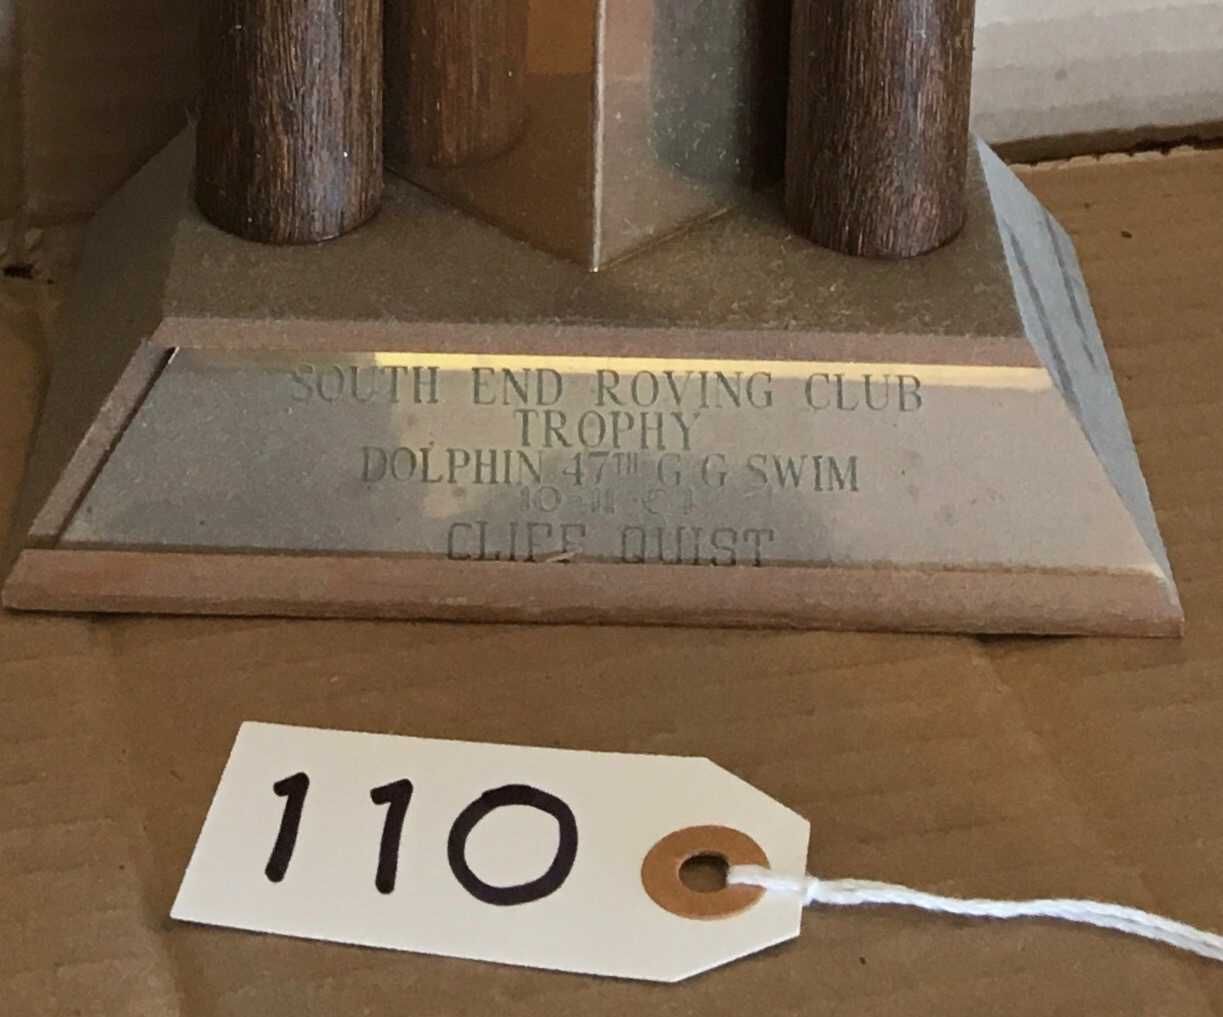 SOUTH END ROVING CLUB
TROPHY
DOLPHIN 47TH G G SWIM
CLIFF QUIST
110